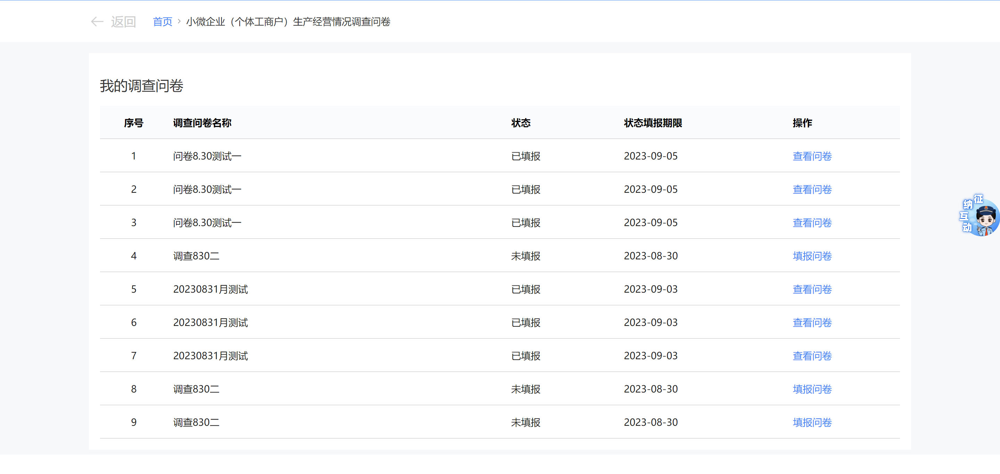 返回 首页 > 小微企业（个体工商户）生产经营情况调查问卷
我的调查问卷
序号 调查问卷名称 状态 状态填报期限 操作
1 问卷8.30测试一 已填报 2023-09-05 查看问卷
2 问卷8.30测试一 已填报 2023-09-05 查看问卷
3 问卷8.30测试一 已填报 2023-09-05 查看问卷
4 调查830二 未填报 2023-08-30 填报问卷
5 20230831月测试 已填报 2023-09-03 查看问卷
6 20230831月测试 已填报 2023-09-03 查看问卷
7 20230831月测试 已填报 2023-09-03 查看问卷
8 调查830二 未填报 2023-08-30 填报问卷
9 调查830二 未填报 2023-08-30 填报问卷
征纳互动